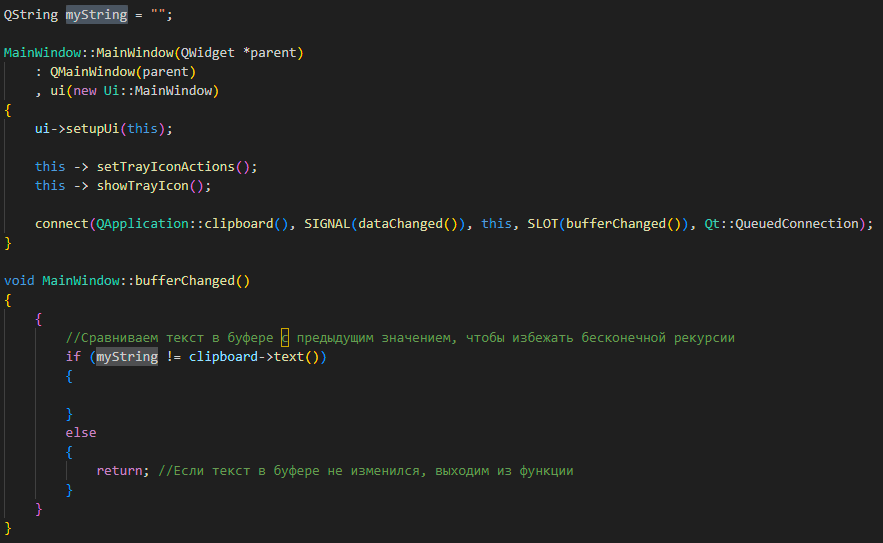 QString myString = "";
MainWindow::MainWindow(QWidget *parent)
    : QMainWindow(parent)
    , ui(new Ui::MainWindow)
{
    ui->setupUi(this);
    this -> setTrayIconActions();
    this -> showTrayIcon();
    connect(QApplication::clipboard(), SIGNAL(dataChanged()), this, SLOT(bufferChanged()), Qt::QueuedConnection);
}
void MainWindow::bufferChanged()
{
    {
        //Сравниваем текст в буфере с предыдущим значением, чтобы избежать бесконечной рекурсии
        if (myString != clipboard->text())
        {
        }
        else
        {
            return; //Если текст в буфере не изменился, выходим из функции
        }
    }
}